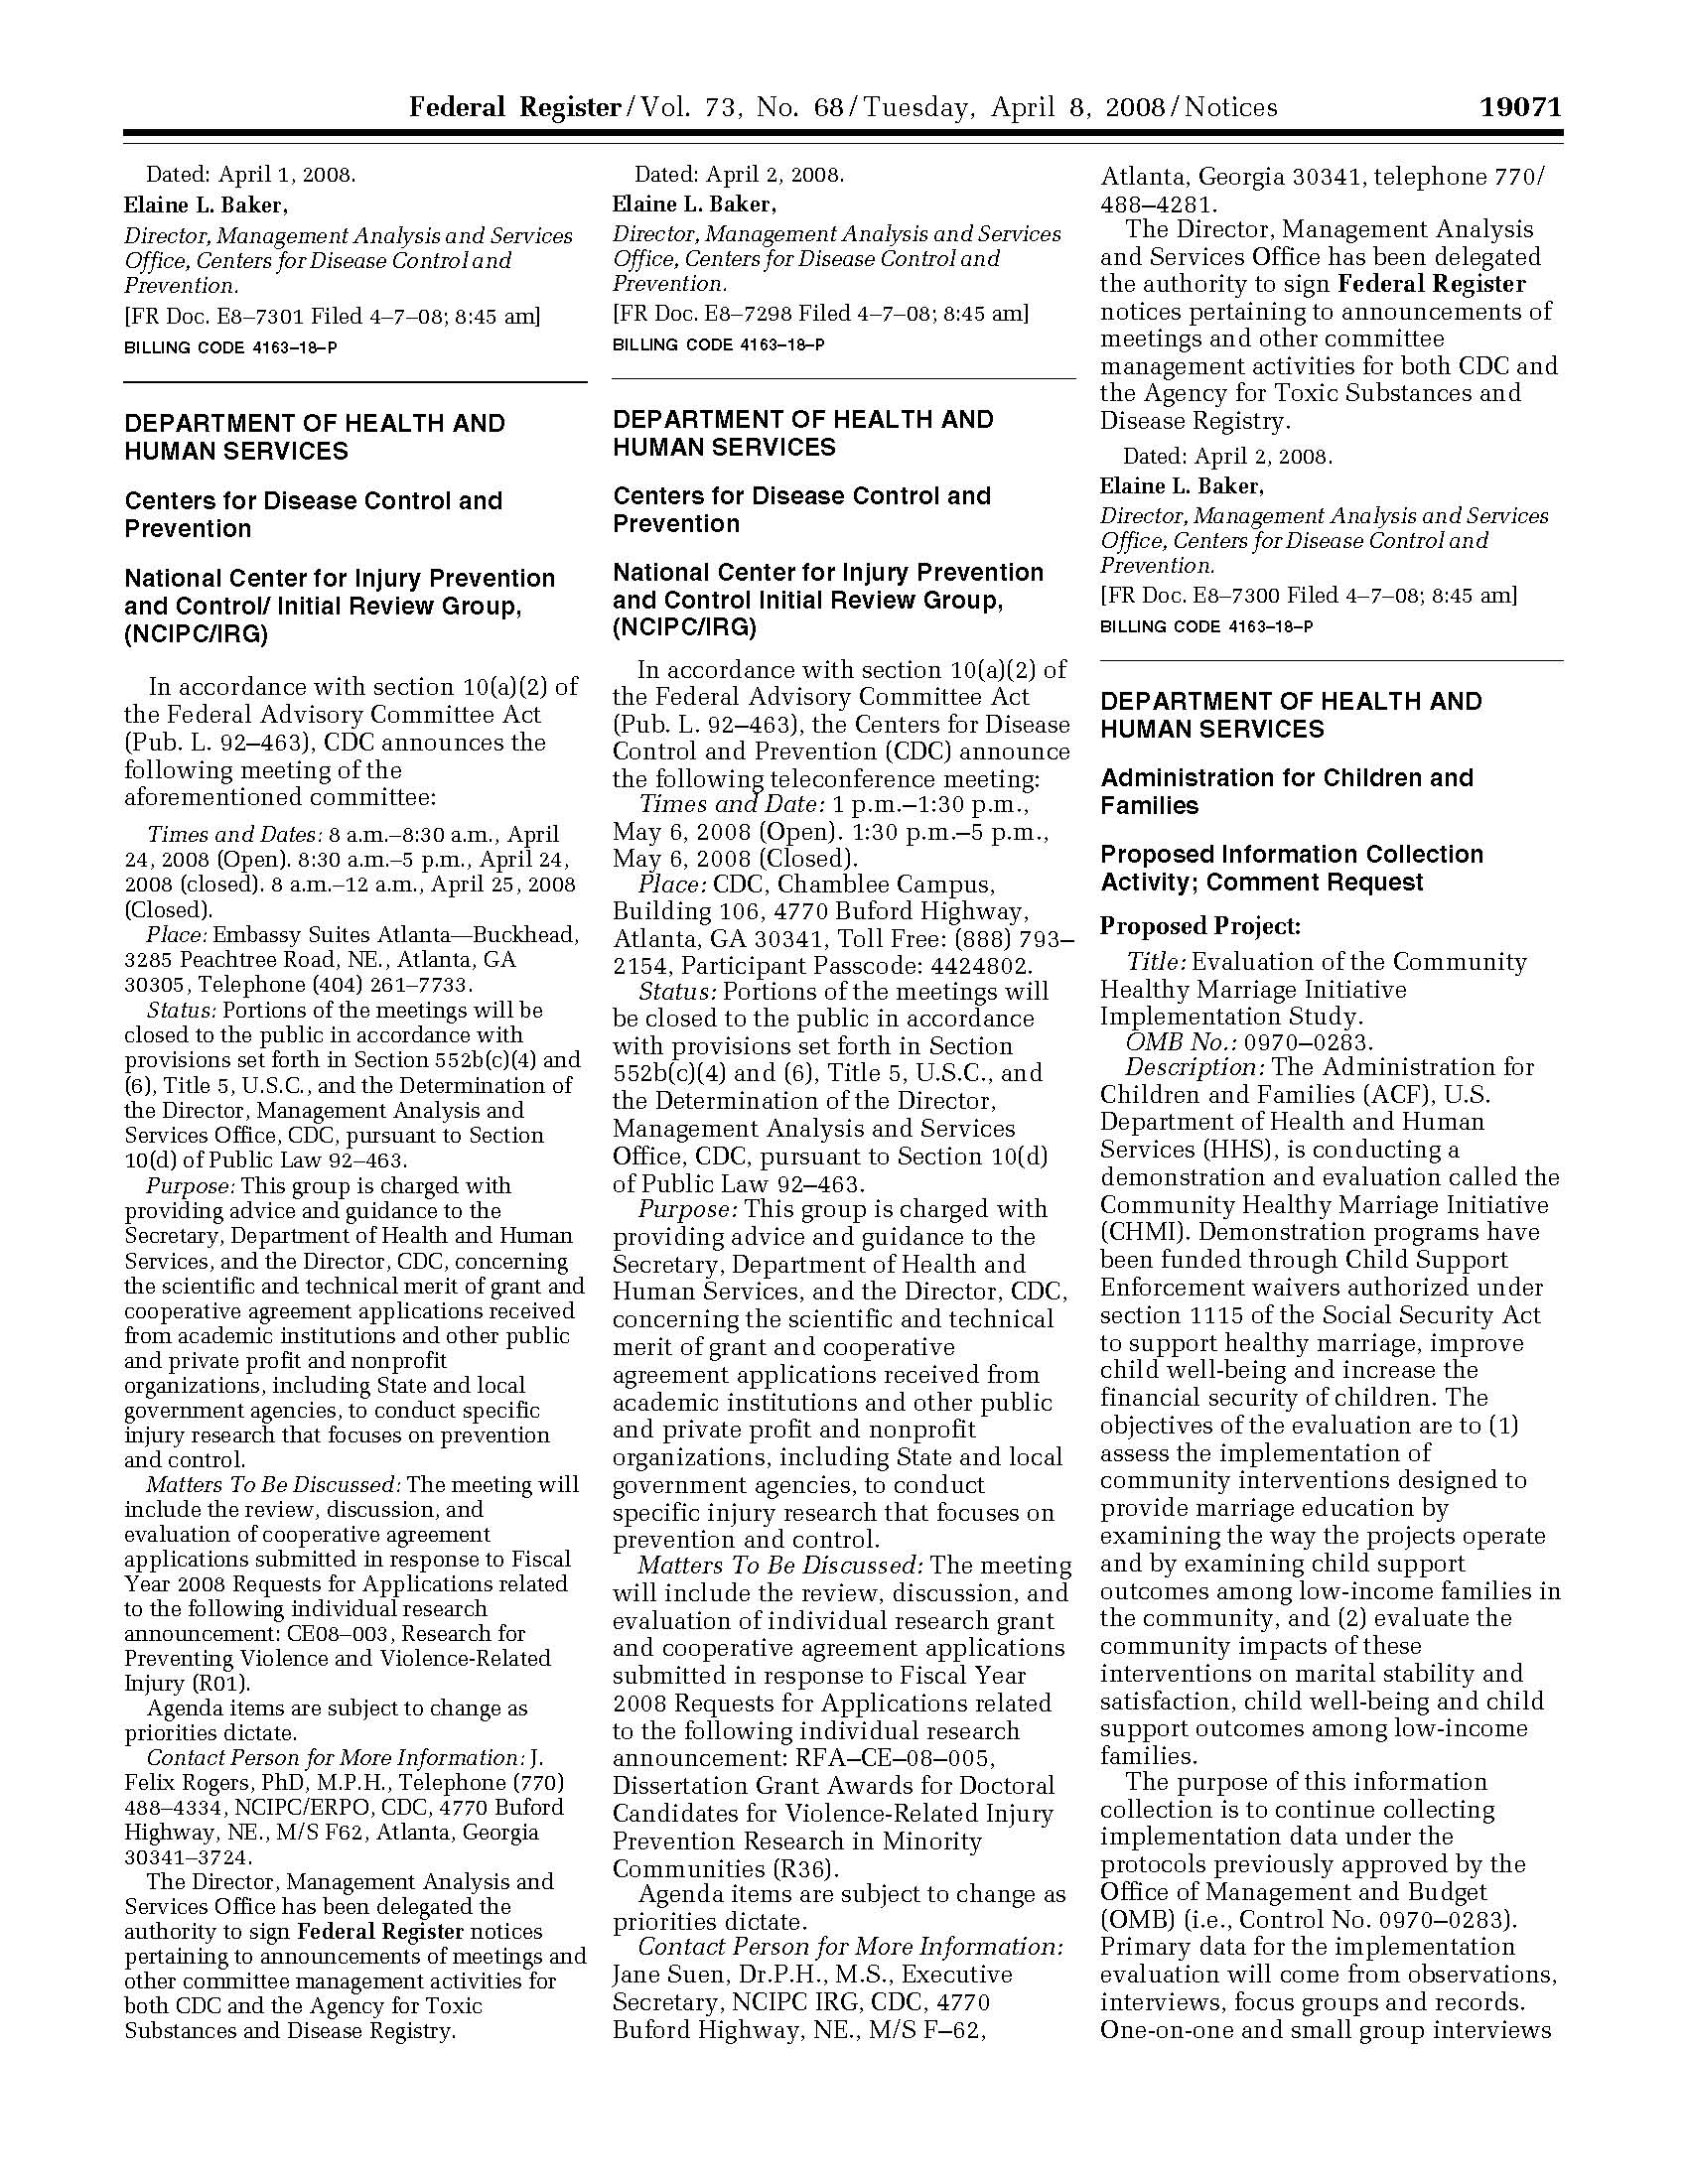 Federal Register / Vol. 73, No. 68 / Tuesday, April 8, 2008 / Notices 19071
Dated: April 1, 2008.
Elaine L. Baker,
Director, Management Analysis and Services
Office, Centers for Disease Control and
Prevention.
[FR Doc. E8–7301 Filed 4–7–08; 8:45 am]
BILLING CODE 4163–18–P
DEPARTMENT OF HEALTH AND
HUMAN SERVICES
Centers for Disease Control and
Prevention
National Center for Injury Prevention
and Control/ Initial Review Group,
(NCIPC/IRG)
In accordance with section 10(a)(2) of
the Federal Advisory Committee Act
(Pub. L. 92–463), CDC announces the
following meeting of the
aforementioned committee:
Times and Dates: 8 a.m.–8:30 a.m., April
24, 2008 (Open). 8:30 a.m.–5 p.m., April 24,
2008 (closed). 8 a.m.–12 a.m., April 25, 2008
(Closed).
Place: Embassy Suites Atlanta—Buckhead,
3285 Peachtree Road, NE., Atlanta, GA
30305, Telephone (404) 261–7733.
Status: Portions of the meetings will be
closed to the public in accordance with
provisions set forth in Section 552b(c)(4) and
(6), Title 5, U.S.C., and the Determination of
the Director, Management Analysis and
Services Office, CDC, pursuant to Section
10(d) of Public Law 92–463.
Purpose: This group is charged with
providing advice and guidance to the
Secretary, Department of Health and Human
Services, and the Director, CDC, concerning
the scientific and technical merit of grant and
cooperative agreement applications received
from academic institutions and other public
and private profit and nonprofit
organizations, including State and local
government agencies, to conduct specific
injury research that focuses on prevention
and control.
Matters To Be Discussed: The meeting will
include the review, discussion, and
evaluation of cooperative agreement
applications submitted in response to Fiscal
Year 2008 Requests for Applications related
to the following individual research
announcement: CE08–003, Research for
Preventing Violence and Violence-Related
Injury (R01).
Agenda items are subject to change as
priorities dictate.
Contact Person for More Information: J.
Felix Rogers, PhD, M.P.H., Telephone (770)
488–4334, NCIPC/ERPO, CDC, 4770 Buford
Highway, NE., M/S F62, Atlanta, Georgia
30341–3724.
The Director, Management Analysis and
Services Office has been delegated the
authority to sign Federal Register notices
pertaining to announcements of meetings and
other committee management activities for
both CDC and the Agency for Toxic
Substances and Disease Registry.
Dated: April 2, 2008.
Elaine L. Baker,
Director, Management Analysis and Services
Office, Centers for Disease Control and
Prevention.
[FR Doc. E8–7298 Filed 4–7–08; 8:45 am]
BILLING CODE 4163–18–P
DEPARTMENT OF HEALTH AND
HUMAN SERVICES
Centers for Disease Control and
Prevention
National Center for Injury Prevention
and Control Initial Review Group,
(NCIPC/IRG)
In accordance with section 10(a)(2) of
the Federal Advisory Committee Act
(Pub. L. 92–463), the Centers for Disease
Control and Prevention (CDC) announce
the following teleconference meeting:
Times and Date: 1 p.m.–1:30 p.m.,
May 6, 2008 (Open). 1:30 p.m.–5 p.m.,
May 6, 2008 (Closed).
Place: CDC, Chamblee Campus,
Building 106, 4770 Buford Highway,
Atlanta, GA 30341, Toll Free: (888) 793–
2154, Participant Passcode: 4424802.
Status: Portions of the meetings will
be closed to the public in accordance
with provisions set forth in Section
552b(c)(4) and (6), Title 5, U.S.C., and
the Determination of the Director,
Management Analysis and Services
Office, CDC, pursuant to Section 10(d)
of Public Law 92–463.
Purpose: This group is charged with
providing advice and guidance to the
Secretary, Department of Health and
Human Services, and the Director, CDC,
concerning the scientific and technical
merit of grant and cooperative
agreement applications received from
academic institutions and other public
and private profit and nonprofit
organizations, including State and local
government agencies, to conduct
specific injury research that focuses on
prevention and control.
Matters To Be Discussed: The meeting
will include the review, discussion, and
evaluation of individual research grant
and cooperative agreement applications
submitted in response to Fiscal Year
2008 Requests for Applications related
to the following individual research
announcement: RFA–CE–08–005,
Dissertation Grant Awards for Doctoral
Candidates for Violence-Related Injury
Prevention Research in Minority
Communities (R36).
Agenda items are subject to change as
priorities dictate.
Contact Person for More Information:
Jane Suen, Dr.P.H., M.S., Executive
Secretary, NCIPC IRG, CDC, 4770
Buford Highway, NE., M/S F–62,
Atlanta, Georgia 30341, telephone 770/
488–4281.
The Director, Management Analysis
and Services Office has been delegated
the authority to sign Federal Register
notices pertaining to announcements of
meetings and other committee
management activities for both CDC and
the Agency for Toxic Substances and
Disease Registry.
Dated: April 2, 2008.
Elaine L. Baker,
Director, Management Analysis and Services
Office, Centers for Disease Control and
Prevention.
[FR Doc. E8–7300 Filed 4–7–08; 8:45 am]
BILLING CODE 4163–18–P
DEPARTMENT OF HEALTH AND
HUMAN SERVICES
Administration for Children and
Families
Proposed Information Collection
Activity; Comment Request
Proposed Project:
Title: Evaluation of the Community
Healthy Marriage Initiative
Implementation Study.
OMB No.: 0970–0283.
Description: The Administration for
Children and Families (ACF), U.S.
Department of Health and Human
Services (HHS), is conducting a
demonstration and evaluation called the
Community Healthy Marriage Initiative
(CHMI). Demonstration programs have
been funded through Child Support
Enforcement waivers authorized under
section 1115 of the Social Security Act
to support healthy marriage, improve
child well-being and increase the
financial security of children. The
objectives of the evaluation are to (1)
assess the implementation of
community interventions designed to
provide marriage education by
examining the way the projects operate
and by examining child support
outcomes among low-income families in
the community, and (2) evaluate the
community impacts of these
interventions on marital stability and
satisfaction, child well-being and child
support outcomes among low-income
families.
The purpose of this information
collection is to continue collecting
implementation data under the
protocols previously approved by the
Office of Management and Budget
(OMB) (i.e., Control No. 0970–0283).
Primary data for the implementation
evaluation will come from observations,
interviews, focus groups and records.
One-on-one and small group interviews